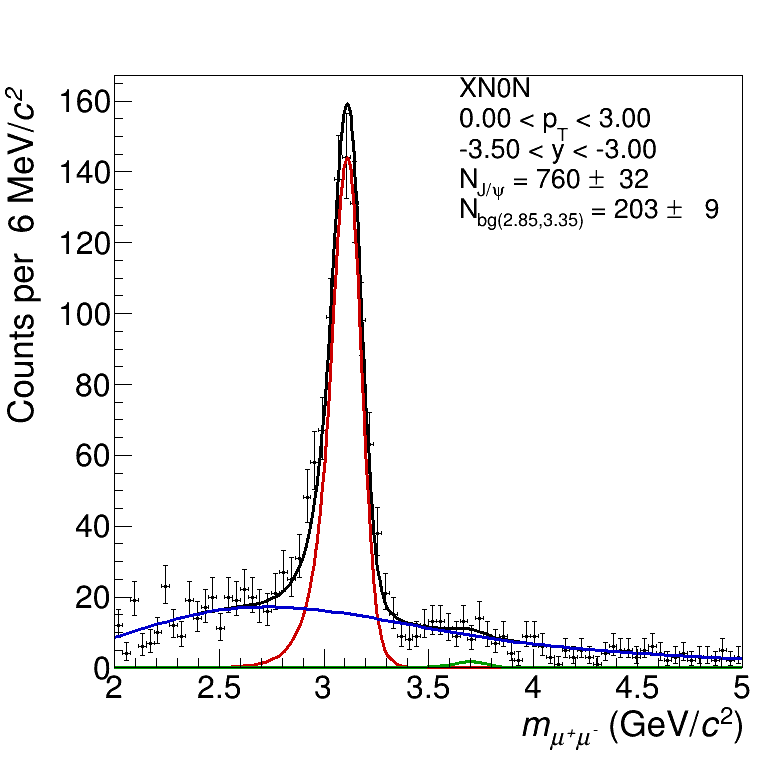 XN0N
0.00 < p_T < 3.00
-3.50 < y < -3.00
N_J/ψ = 760 ± 32
N_bg(2.85,3.35) = 203 ± 9
Counts per 6 MeV/c²
160
140
120
100
80
60
40
20
0
2 2.5 3 3.5 4 4.5 5
m_μ⁺μ⁻ (GeV/c²)